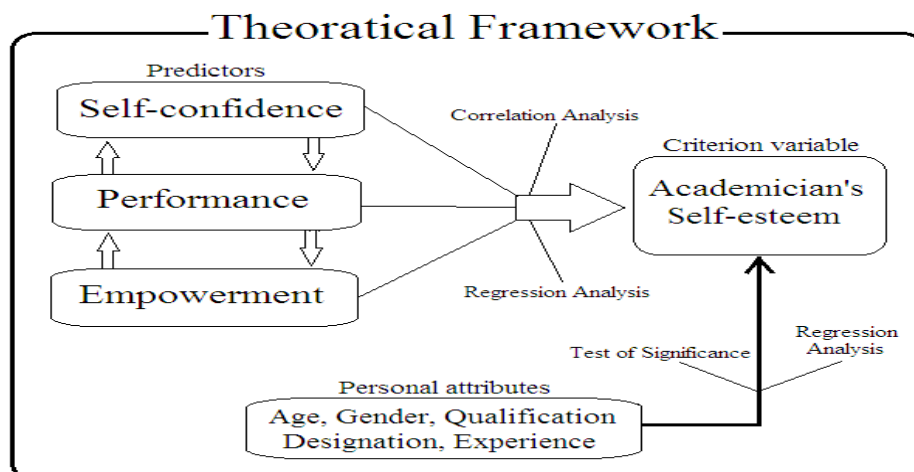 Theoratical Framework
Predictors
Self-confidence
Performance
Empowerment
Correlation Analysis
Regression Analysis
Criterion variable
Academician's
Self-esteem
Test of Significance
Regression
Analysis
Personal attributes
Age, Gender, Qualification
Designation, Experience